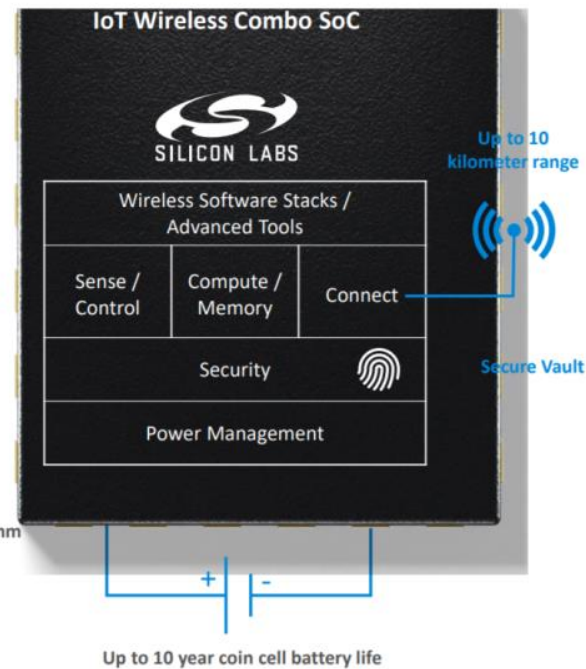 IoT Wireless Combo SoC
SILICON LABS
Up to 10
kilometer range
Wireless Software Stacks /
Advanced Tools
Sense /
Control
Compute /
Memory
Connect
Security
Secure Vault
Power Management
+ -
Up to 10 year coin cell battery life